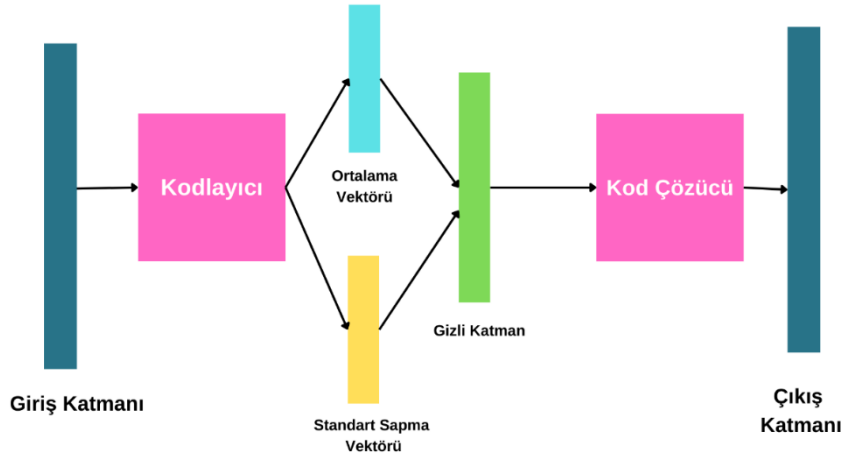 Giriş Katmanı
Kodlayıcı
Ortalama
Vektörü
Standart Sapma
Vektörü
Gizli Katman
Kod Çözücü
Çıkış
Katmanı